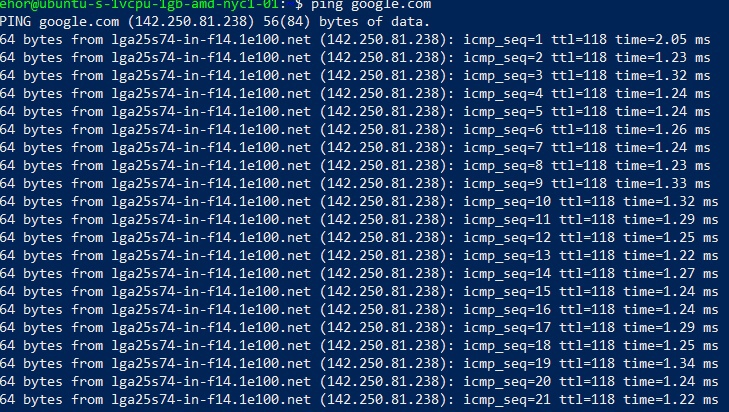 ehor@ubuntu-s-1vcpu-1gb-amd-nyc1-01:~$ ping google.com
PING google.com (142.250.81.238) 56(84) bytes of data.
64 bytes from lga25s74-in-f14.1e100.net (142.250.81.238): icmp_seq=1 ttl=118 time=2.05 ms
64 bytes from lga25s74-in-f14.1e100.net (142.250.81.238): icmp_seq=2 ttl=118 time=1.23 ms
64 bytes from lga25s74-in-f14.1e100.net (142.250.81.238): icmp_seq=3 ttl=118 time=1.32 ms
64 bytes from lga25s74-in-f14.1e100.net (142.250.81.238): icmp_seq=4 ttl=118 time=1.24 ms
64 bytes from lga25s74-in-f14.1e100.net (142.250.81.238): icmp_seq=5 ttl=118 time=1.24 ms
64 bytes from lga25s74-in-f14.1e100.net (142.250.81.238): icmp_seq=6 ttl=118 time=1.26 ms
64 bytes from lga25s74-in-f14.1e100.net (142.250.81.238): icmp_seq=7 ttl=118 time=1.24 ms
64 bytes from lga25s74-in-f14.1e100.net (142.250.81.238): icmp_seq=8 ttl=118 time=1.23 ms
64 bytes from lga25s74-in-f14.1e100.net (142.250.81.238): icmp_seq=9 ttl=118 time=1.33 ms
64 bytes from lga25s74-in-f14.1e100.net (142.250.81.238): icmp_seq=10 ttl=118 time=1.32 ms
64 bytes from lga25s74-in-f14.1e100.net (142.250.81.238): icmp_seq=11 ttl=118 time=1.29 ms
64 bytes from lga25s74-in-f14.1e100.net (142.250.81.238): icmp_seq=12 ttl=118 time=1.25 ms
64 bytes from lga25s74-in-f14.1e100.net (142.250.81.238): icmp_seq=13 ttl=118 time=1.22 ms
64 bytes from lga25s74-in-f14.1e100.net (142.250.81.238): icmp_seq=14 ttl=118 time=1.27 ms
64 bytes from lga25s74-in-f14.1e100.net (142.250.81.238): icmp_seq=15 ttl=118 time=1.24 ms
64 bytes from lga25s74-in-f14.1e100.net (142.250.81.238): icmp_seq=16 ttl=118 time=1.24 ms
64 bytes from lga25s74-in-f14.1e100.net (142.250.81.238): icmp_seq=17 ttl=118 time=1.29 ms
64 bytes from lga25s74-in-f14.1e100.net (142.250.81.238): icmp_seq=18 ttl=118 time=1.25 ms
64 bytes from lga25s74-in-f14.1e100.net (142.250.81.238): icmp_seq=19 ttl=118 time=1.34 ms
64 bytes from lga25s74-in-f14.1e100.net (142.250.81.238): icmp_seq=20 ttl=118 time=1.24 ms
64 bytes from lga25s74-in-f14.1e100.net (142.250.81.238): icmp_seq=21 ttl=118 time=1.22 ms